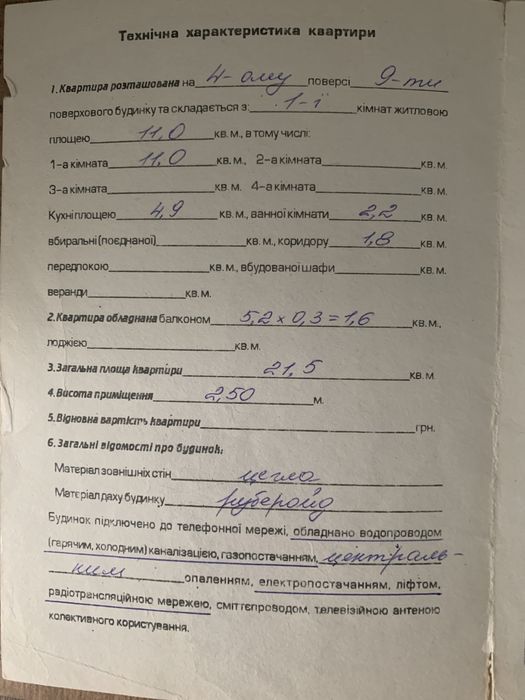 Технічна характеристика квартири
1. Квартира розташована на 4-ому поверсі 9-ти
поверхового будинку та складається з: 1-ї кімнат житловою
площею 11,0 кв. м., в тому числі:
1-а кімната 11,0 кв. м., 2-а кімната кв. м.
3-а кімната кв. м. 4-а кімната кв. м.
Кухні площею 4,9 кв. м., ванної кімнати 2,2 кв. м.
вбиральні (поєднаної) кв. м., коридору 1,8 кв. м.
передпокою кв. м., вбудованої шафи кв. м.
веранди кв. м.
2. Квартира обладнана балконом 5,2 х 0,3 = 1,6 кв. м.,
лоджією кв. м.
3. Загальна площа квартири 21,5 кв. м.
4. Висота приміщення 2,50 м.
5. Відновна вартість квартири грн.
6. Загальні відомості про будинок:
Матеріал зовнішніх стін цегла
Матеріал даху будинку рубероїд
Будинок підключено до телефонної мережі, обладнано водопроводом
(гарячим, холодним) каналізацією, газопостачанням, централь-
ним опаленням, електропостачанням, ліфтом,
радіотрансляційною мережею, сміттєпроводом, телевізійною антеною
колективного користування.